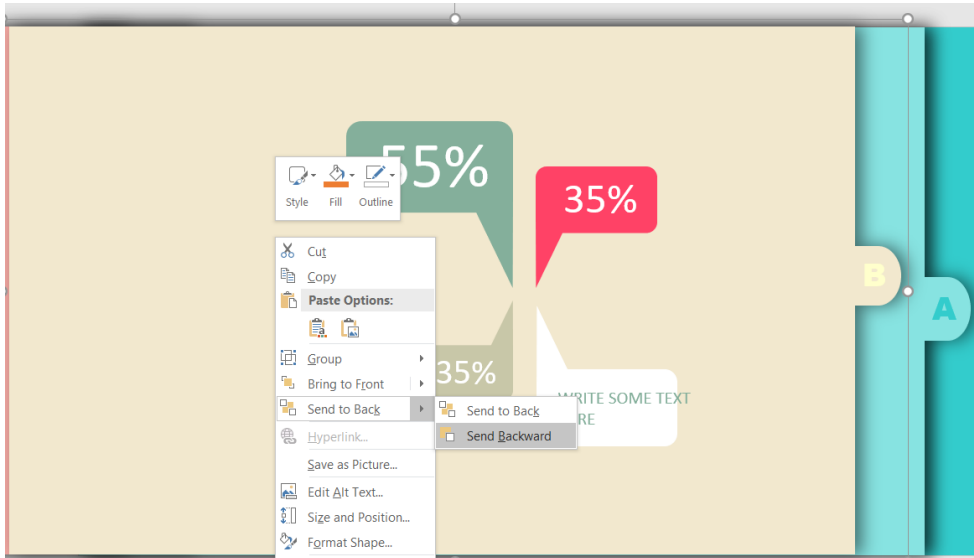 55%
35%
Style Fill Outline
Cut
Copy
Paste Options:
Group
Bring to Front
Send to Back
Hyperlink...
Save as Picture...
Edit Alt Text...
Size and Position...
Format Shape...
Send to Back
Send Backward
35%
WRITE SOME TEXT
RE
B
A